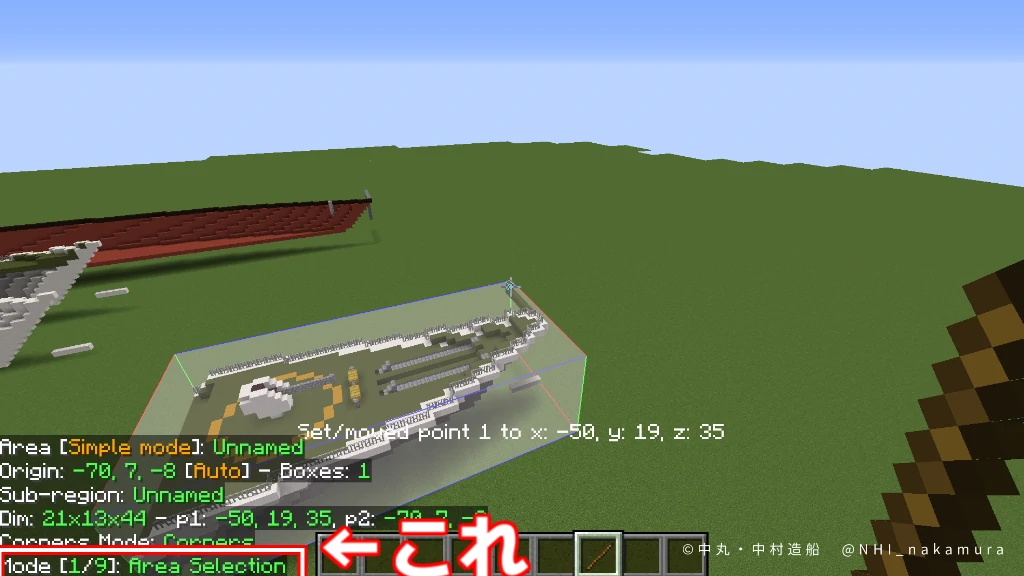 Set/moved point 1 to x: -50, y: 19, z: 35
Area [Simple mode]: Unnamed
Origin: -70, 7, -8 [Auto] - Boxes: 1
Sub-region: Unnamed
Dim: 21x13x44 - p1: -50, 19, 35, p2: -70, 7, -8
Corners Mode: Corners
Mode [1/9]: Area Selection
←これ
©中丸・中村造船 @NHI_nakamura